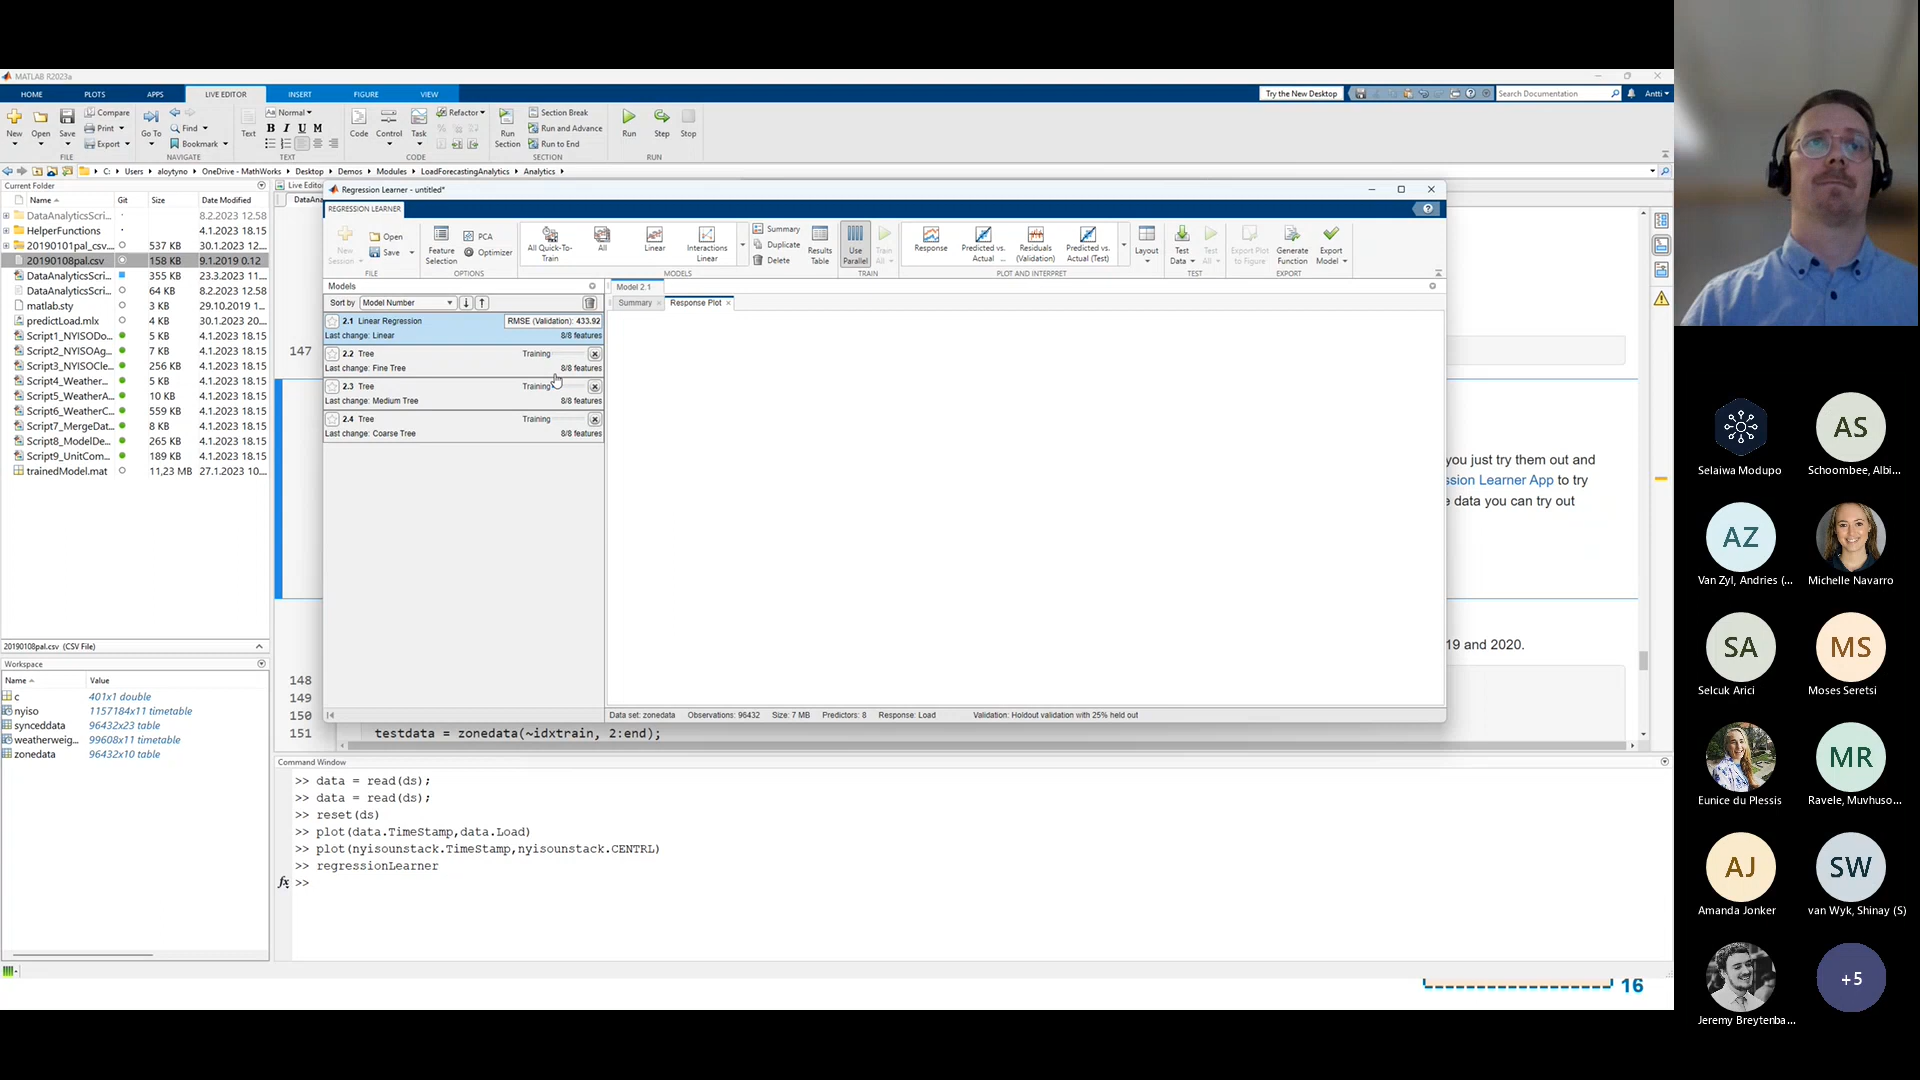 MATLAB R2023a
HOME PLOTS APPS LIVE EDITOR INSERT FIGURE VIEW
Try the New Desktop
Search Documentation
Antti
New Open Save
Compare
Print
Export
FILE
Go To
Find
Bookmark
NAVIGATE
Text
Normal
B I U M
TEXT
Code Control Task
Refactor
CODE
Run Section
Section Break
Run and Advance
Run to End
SECTION
Run Step Stop
RUN
C: Users aloytyno OneDrive - MathWorks Desktop Demos Modules LoadForecastingAnalytics Analytics
Current Folder
Name Git Size Date Modified
DataAnalyticsScri... 8.2.2023 12.58
HelperFunctions 4.1.2023 18.15
20190101pal_csv... 537 KB 30.1.2023 12...
20190108pal.csv 158 KB 9.1.2019 0.12
DataAnalyticsScri... 355 KB 23.3.2023 11...
DataAnalyticsScri... 64 KB 8.2.2023 12.58
matlab.sty 3 KB 29.10.2019 1...
predictLoad.mlx 4 KB 30.1.2023 20...
Script1_NYISODo... 5 KB 4.1.2023 18.15
Script2_NYISOAg... 7 KB 4.1.2023 18.15
Script3_NYISOCle... 256 KB 4.1.2023 18.15
Script4_Weather... 5 KB 4.1.2023 18.15
Script5_WeatherA... 10 KB 4.1.2023 18.15
Script6_WeatherC... 559 KB 4.1.2023 18.15
Script7_MergeDat... 8 KB 4.1.2023 18.15
Script8_ModelDe... 265 KB 4.1.2023 18.15
Script9_UnitCom... 189 KB 4.1.2023 18.15
trainedModel.mat 11,23 MB 27.1.2023 10...
20190108pal.csv (CSV File)
Workspace
Name Value
c 401x1 double
nyiso 1157184x11 timetable
synceddata 96432x23 table
weatherweig... 99608x11 timetable
zonedata 96432x10 table
Live Edito
DataAna
Regression Learner - untitled*
REGRESSION LEARNER
New Session
Open
Save
FILE
Feature Selection
PCA
Optimizer
OPTIONS
All Quick-To-Train
All
Linear
Interactions Linear
MODELS
Summary
Duplicate
Delete
Results Table
Use Parallel
Train All
TRAIN
Response
Predicted vs. Actual ...
Residuals (Validation)
Predicted vs. Actual (Test)
Layout
PLOT AND INTERPRET
Test Data
Test All
TEST
Export Plot to Figure
Generate Function
Export Model
EXPORT
Models
Sort by Model Number
2.1 Linear Regression RMSE (Validation): 433.92
Last change: Linear 8/8 features
2.2 Tree Training
Last change: Fine Tree 8/8 features
2.3 Tree Training
Last change: Medium Tree 8/8 features
2.4 Tree Training
Last change: Coarse Tree 8/8 features
Model 2.1
Summary Response Plot
Data set: zonedata Observations: 96432 Size: 7 MB Predictors: 8 Response: Load Validation: Holdout validation with 25% held out
147
you just try them out and
ssion Learner App to try
e data you can try out
19 and 2020.
148
149
150
151 testdata = zonedata(~idxtrain, 2:end);
Command Window
>> data = read(ds);
>> data = read(ds);
>> reset(ds)
>> plot(data.TimeStamp,data.Load)
>> plot(nyisounstack.TimeStamp,nyisounstack.CENTRL)
>> regressionLearner
fx >>
16
Selaiwa Modupo
AS
Schoombee, Albi...
AZ
Van Zyl, Andries (...
Michelle Navarro
SA
Selcuk Arici
MS
Moses Seretsi
Eunice du Plessis
MR
Ravele, Muvhuso...
AJ
Amanda Jonker
SW
van Wyk, Shinay (S)
Jeremy Breytenba...
+5